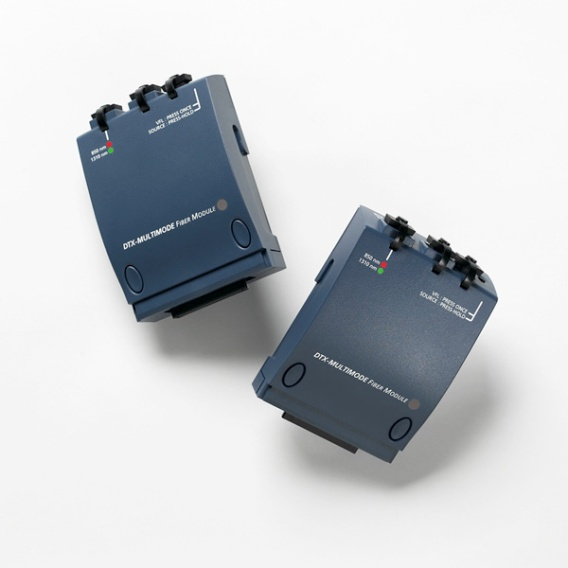 VFL : PRESS ONCE
SOURCE : PRESS-HOLD
850 nm
1310 nm
DTX-MULTIMODE FIBER MODULE
850 nm
1310 nm
VFL : PRESS ONCE
SOURCE : PRESS-HOLD
DTX-MULTIMODE FIBER MODULE